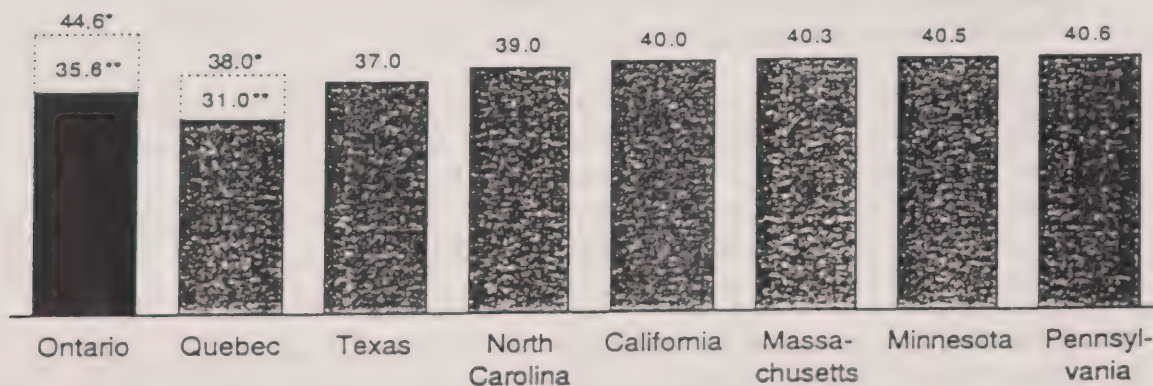 44.6*
35.6**
38.0*
31.0**
37.0
39.0
40.0
40.3
40.5
40.6
Ontario
Quebec
Texas
North
Carolina
California
Massa-
chusetts
Minnesota
Pennsyl-
vania